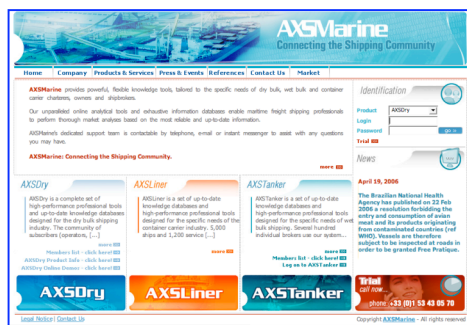 AXSMarine
Connecting the Shipping Community
Home Company Products & Services Press & Events References Contact Us Market
AXSMarine provides powerful, flexible knowledge tools, tailored to the specific needs of dry bulk, wet bulk and container
carrier charterers, owners and shipbrokers.
Our unparalleled online analytical tools and exhaustive information databases enable maritime freight shipping professionals
to perform thorough market analyses based on the most reliable and up-to-date information.
AXSMarine's dedicated support team is contactable by telephone, e-mail or instant messenger to assist with any questions
you may have.
AXSMarine: Connecting the Shipping Community.
more
Identification
Product AXSDry
Login
Password go
Trial
News
April 19, 2006
The Brazilian National Health
Agency has published on 22 Feb
2006 a resolution forbidding the
entry and consumption of avian
meat and its products originating
from contaminated countries (ref
WHO). Vessels are therefore
subject to be inspected at roads in
order to be granted Free Pratique.
AXSDry
AXSDry is a complete set of
high-performance professional tools
and up-to-date knowledge databases
designed for the dry bulk shipping
industry. The community of
subscribers (operators, [...]
more
Members list - click here!
AXSDry Product Info - click here!
AXSDry Online Demos - click here!
AXSLiner
AXSLiner is a set of up-to-date
knowledge databases and
high-performance professional tools
designed for the specific needs of the
container carrier industry. 5,000
ships and 1,200 service [...]
more
AXSTanker
AXSTanker is a set of up-to-date
knowledge databases and
high-performance professional tools
designed for the specific needs of wet
bulk shipping. Several hundred
individual brokers use our system...
more
Members list - click here!
Log on to AXSTanker
AXSDry
AXSLiner
AXSTanker
Trial
call now...
phone +33 (0)1 53 43 05 70
Legal Notice | Contact Us
Copyright AXSMarine - All rights reserved